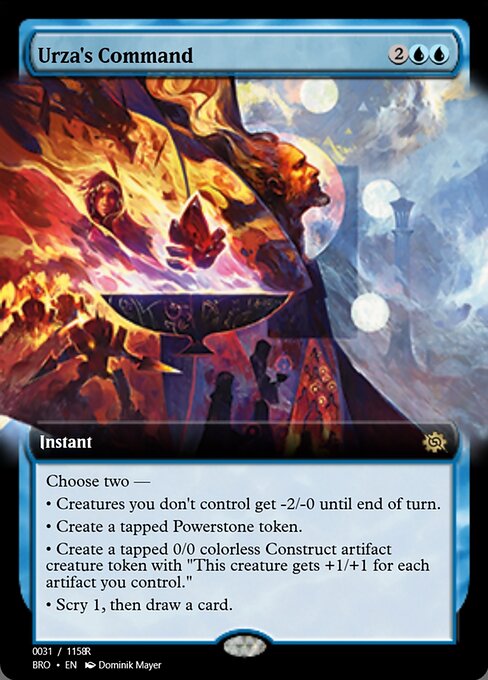 Urza's Command
2
Instant
Choose two —
• Creatures you don't control get -2/-0 until end of turn.
• Create a tapped Powerstone token.
• Create a tapped 0/0 colorless Construct artifact
creature token with "This creature gets +1/+1 for each
artifact you control."
• Scry 1, then draw a card.
0031 / 1158R
BRO • EN Dominik Mayer